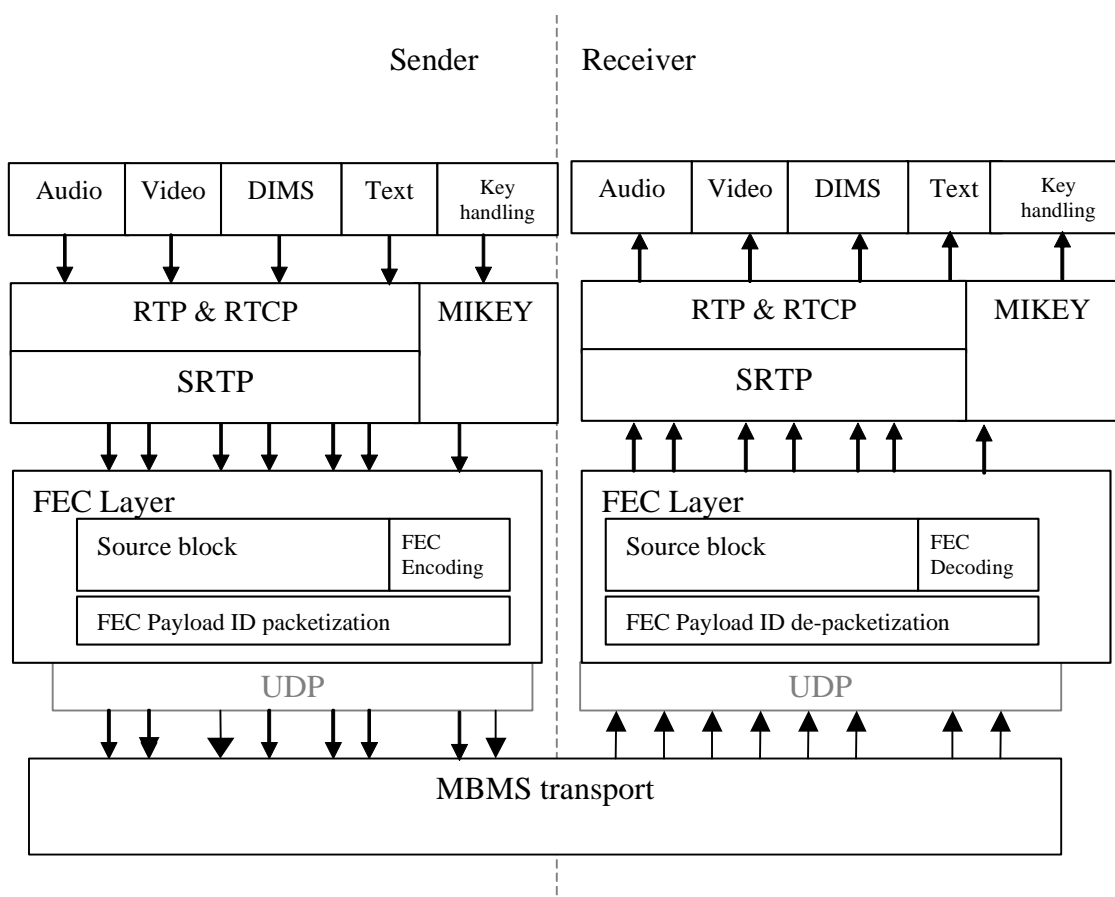 Sender
Receiver
Audio
Video
DIMS
Text
Key
handling
Audio
Video
DIMS
Text
Key
handling
RTP & RTCP
MIKEY
SRTP
RTP & RTCP
MIKEY
SRTP
FEC Layer
Source block
FEC
Encoding
FEC Payload ID packetization
FEC Layer
Source block
FEC
Decoding
FEC Payload ID de-packetization
UDP
UDP
MBMS transport